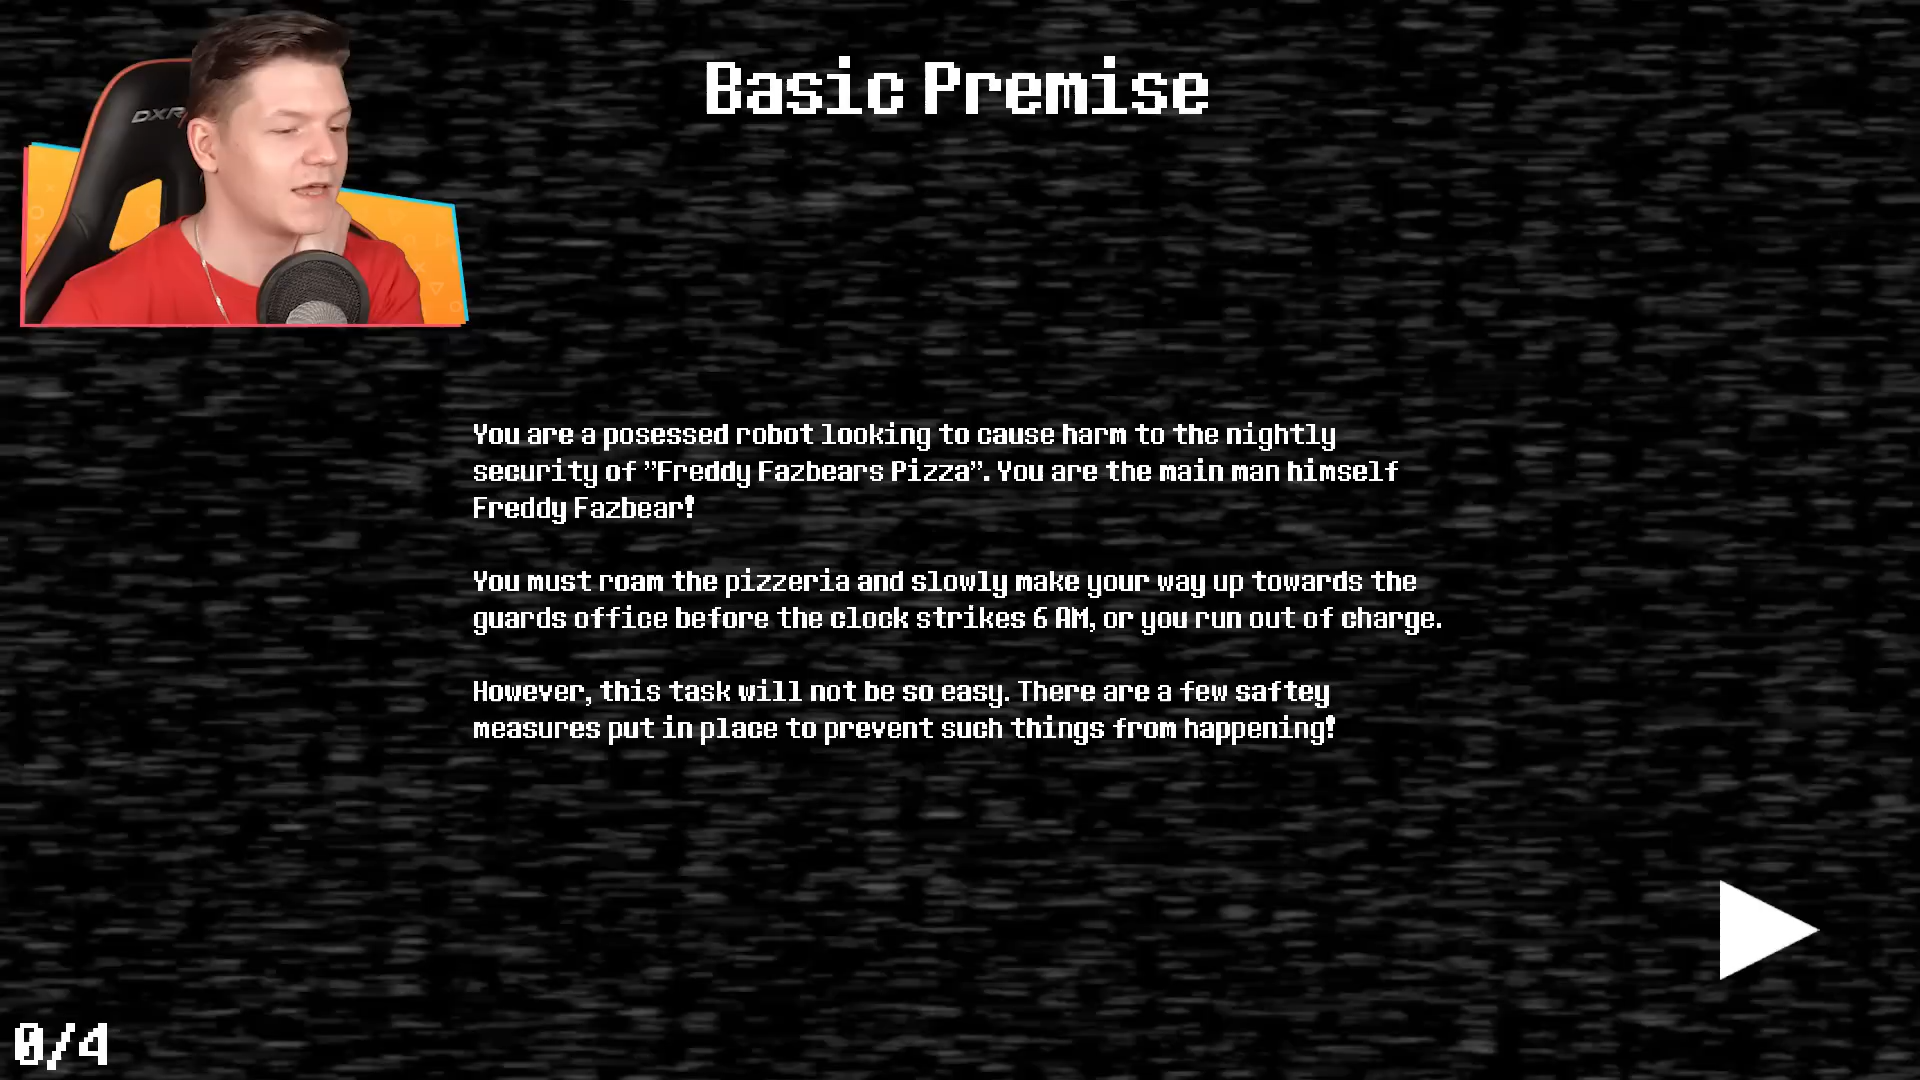 DXR
Basic Premise
You are a posessed robot looking to cause harm to the nightly
security of "Freddy Fazbears Pizza". You are the main man himself
Freddy Fazbear!
You must roam the pizzeria and slowly make your way up towards the
guards office before the clock strikes 6 AM, or you run out of charge.
However, this task will not be so easy. There are a few saftey
measures put in place to prevent such things from happening!
0/4